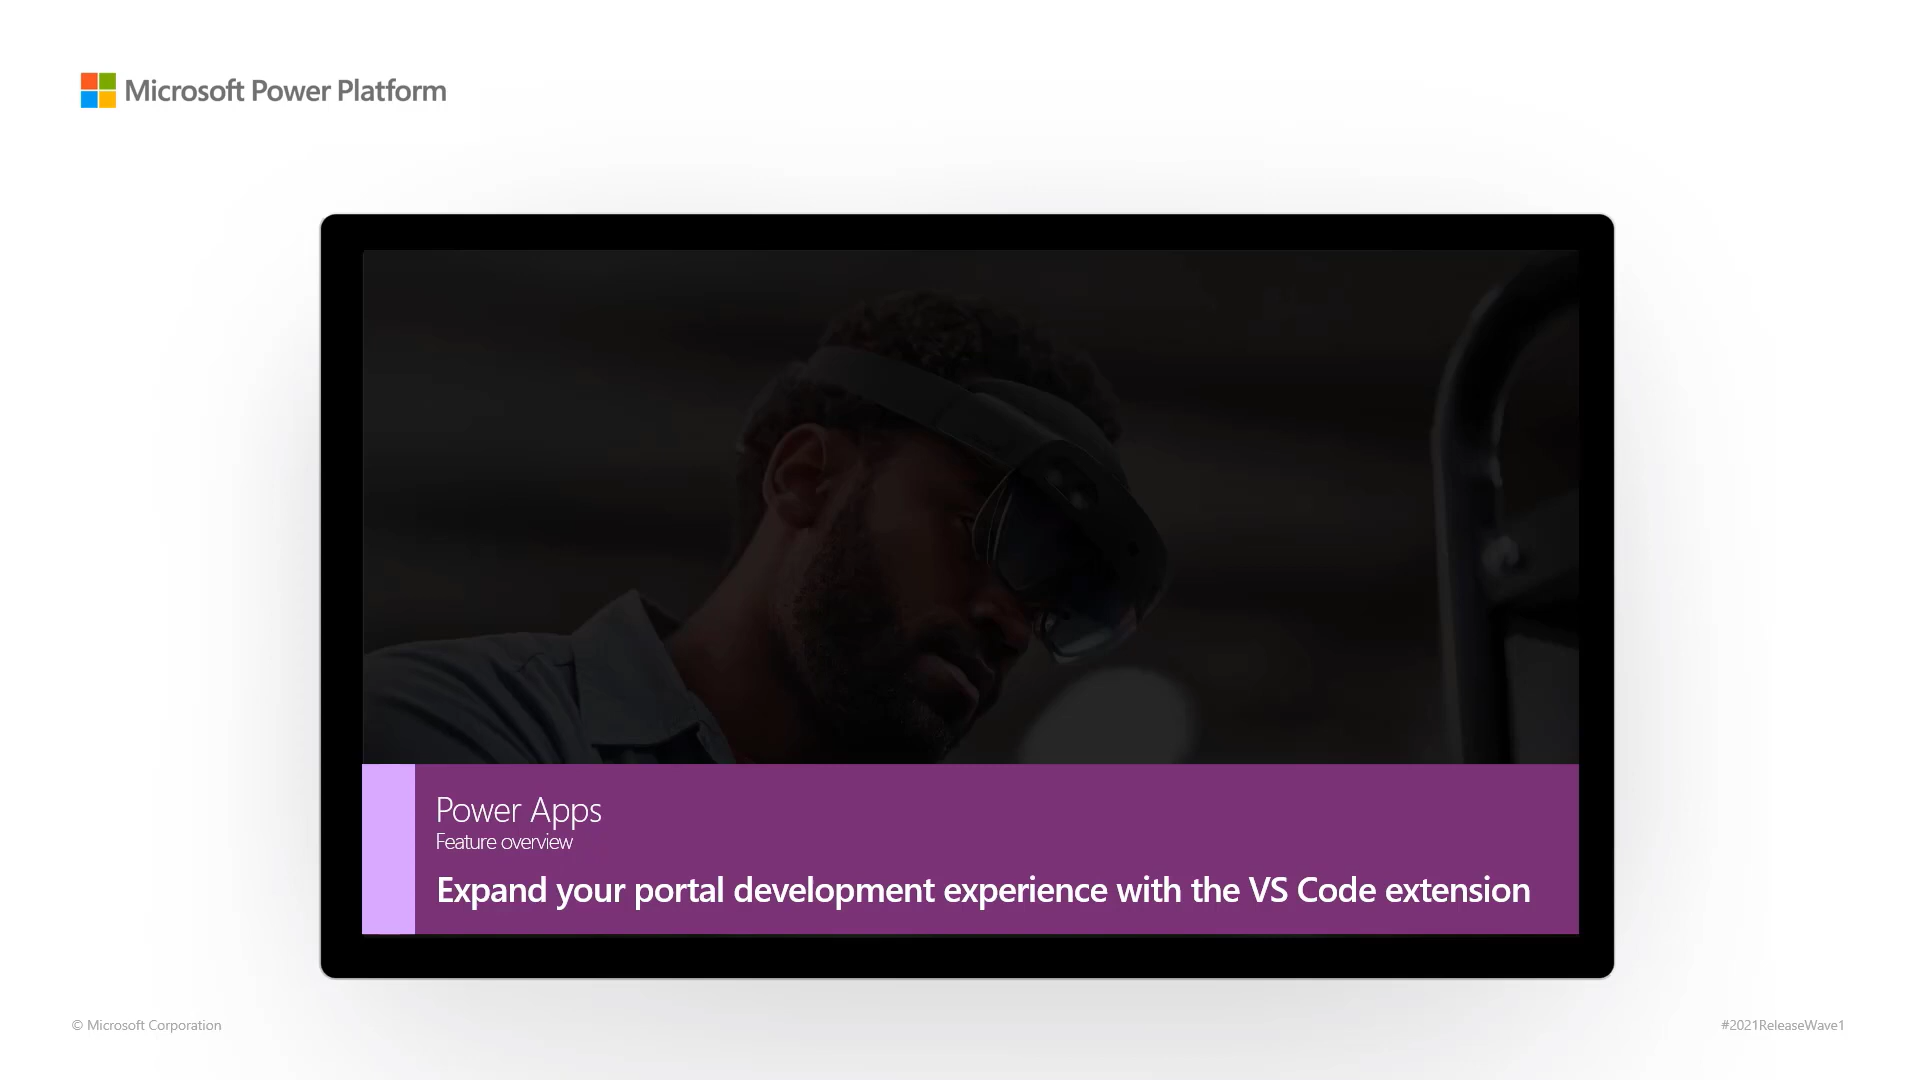 Microsoft Power Platform
Power Apps
Feature overview
Expand your portal development experience with the VS Code extension
© Microsoft Corporation
#2021ReleaseWave1